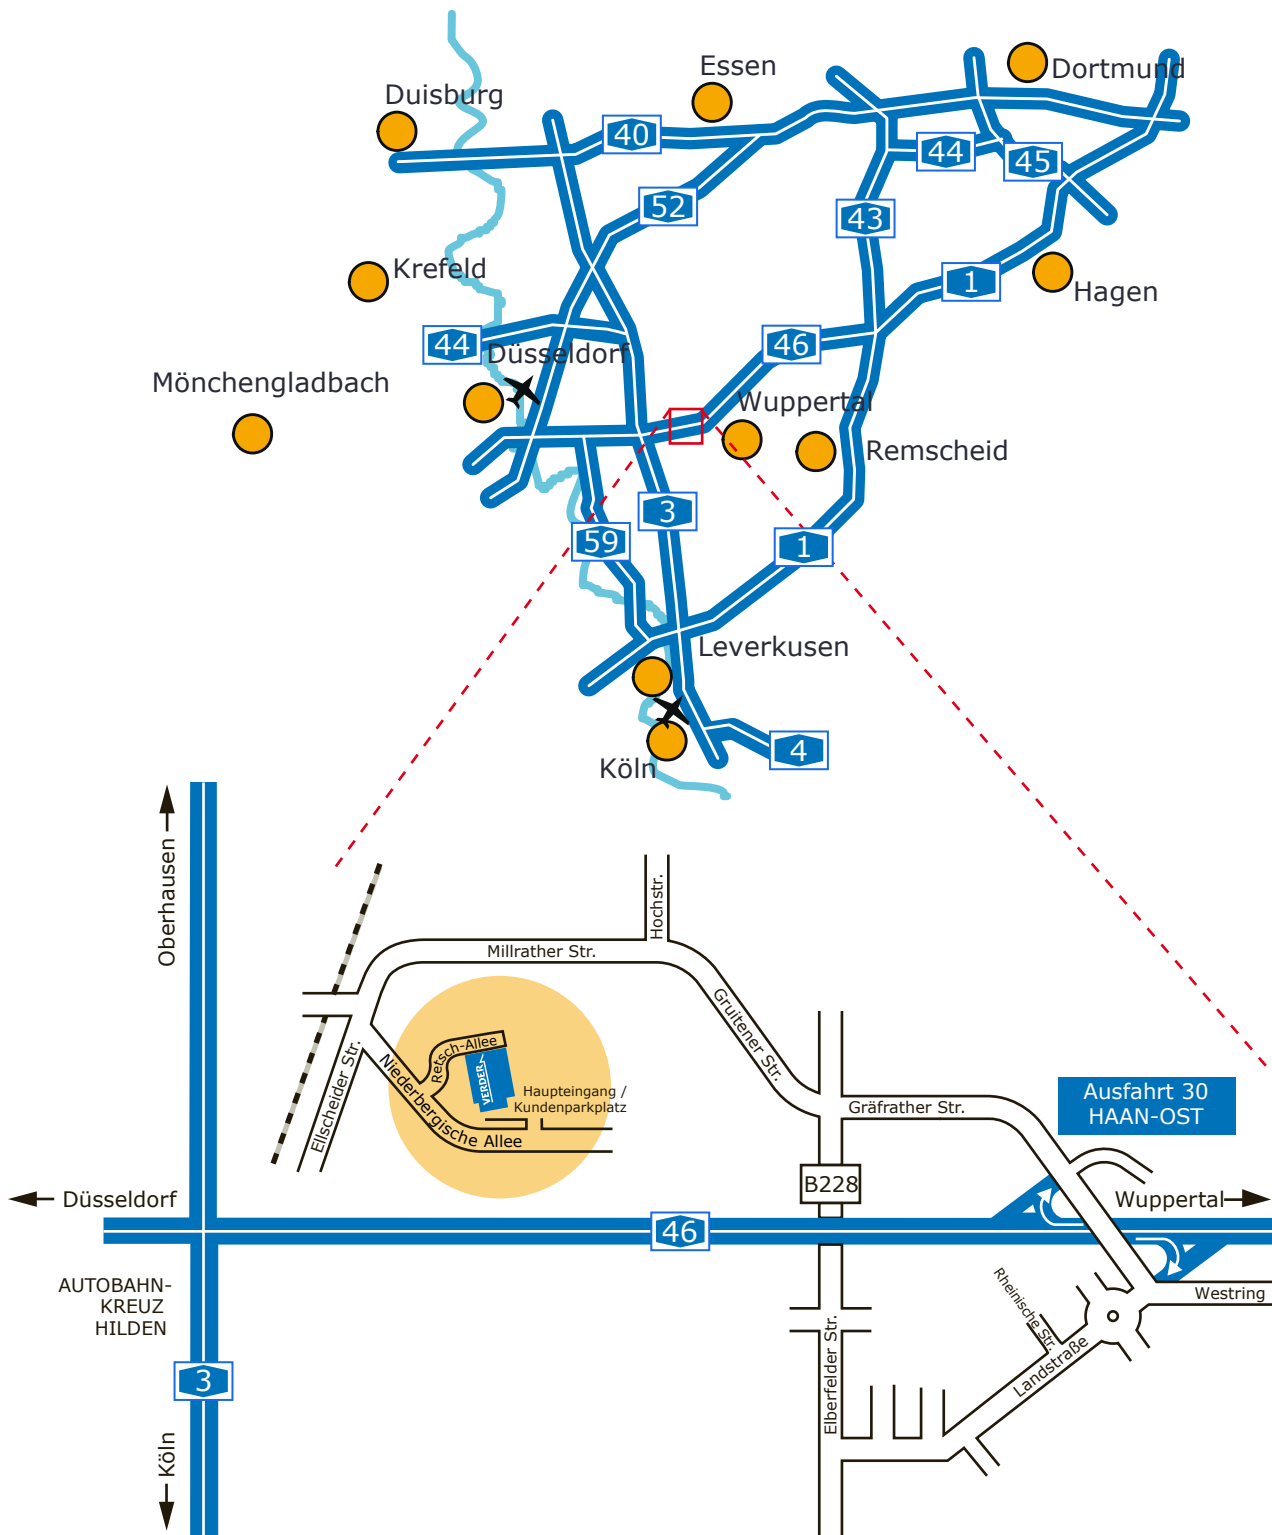 Essen
Dortmund
Duisburg
40
44
45
52
43
Krefeld
1
Hagen
44
46
Düsseldorf
Mönchengladbach
Wuppertal
Remscheid
3
59
1
Leverkusen
4
Köln
Oberhausen
Hochstr.
Millrather Str.
Gruitener Str.
Retsch-Allee
VERDER
Niederbergische Allee
Haupteingang /
Kundenparkplatz
Ellscheider Str.
Gräfrather Str.
Ausfahrt 30
HAAN-OST
B228
Düsseldorf
Wuppertal
46
AUTOBAHN-
KREUZ
HILDEN
Rheinische Str.
Westring
Landstraße
Elberfelder Str.
3
Köln